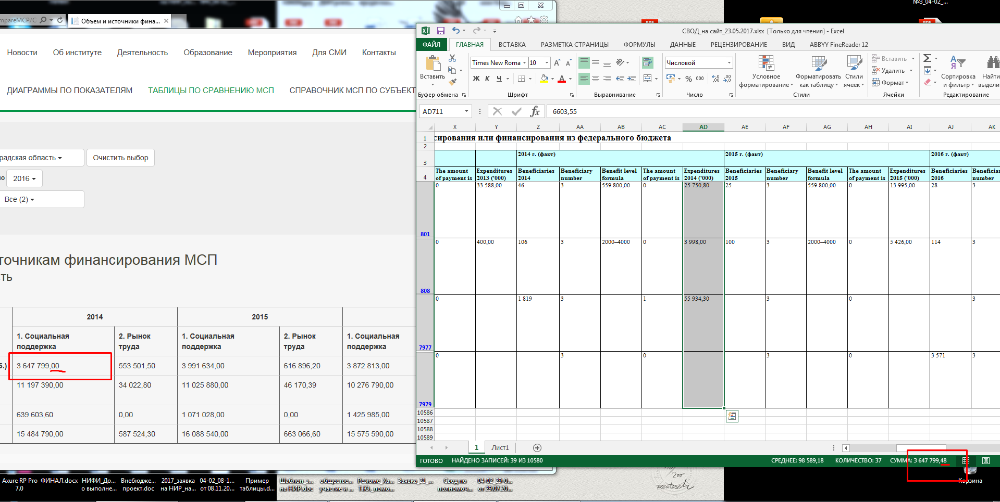 №3_04-02_...
mpareMCP/C
Объем и источники фина...
Новости Об институте Деятельность Образование Мероприятия Для СМИ Контакты
ДИАГРАММЫ ПО ПОКАЗАТЕЛЯМ ТАБЛИЦЫ ПО СРАВНЕНИЮ МСП СПРАВОЧНИК МСП ПО СУБЪЕКТ
радская область Очистить выбор
но 2016
Все (2)
точникам финансирования МСП
сть
2014 2015
1. Социальная поддержка 2. Рынок труда 1. Социальная поддержка 2. Рынок труда 1. Социальная поддержка
б.) 3 647 799,00 553 501,50 3 991 634,00 616 896,20 3 872 813,00
11 197 390,00 34 022,80 11 025 880,00 46 170,39 10 276 790,00
639 603,60 0,00 1 071 028,00 0,00 1 425 985,00
15 484 790,00 587 524,30 16 088 540,00 663 066,60 15 575 590,00
СВОД_на сайт_23.05.2017.xlsx [Только для чтения] - Excel
ФАЙЛ ГЛАВНАЯ ВСТАВКА РАЗМЕТКА СТРАНИЦЫ ФОРМУЛЫ ДАННЫЕ РЕЦЕНЗИРОВАНИЕ ВИД ABBYY FineReader 12
Вставить
Times New Roma 10
Ж К Ч
Числовой
% 000
Условное форматирование
Форматировать как таблицу
Стили ячеек
Вставить
Удалить
Формат
Сортировка и фильтр
Найти
выдели
Буфер обмена Шрифт Выравнивание Число Стили Ячейки Редактирование
AD711 fx 6603,55
X Y Z AA AB AC AD AE AF AG AH AI AJ AK
1 сирования или финансирования из федерального бюджета
2
3 2014 г. (факт) 2015 г. (факт) 2016 г. (факт)
4 The amount of payment is Expenditures 2013 ('000) Beneficiaries 2014 Beneficiary number Benefit level formula The amount of payment is Expenditures 2014 ('000) Beneficiaries 2015 Beneficiary number Benefit level formula The amount of payment is Expenditures 2015 ('000) Beneficiaries 2016 Beneficiar number
801 0 33 588,00 46 3 559 800,00 0 25 750,80 25 3 559 800,00 0 13 995,00 28 3
808 0 400,00 106 3 2000–4000 0 3 998,00 100 3 2000–4000 0 5 426,00 114 3
7977 0 1 819 3 1 55 934,30 3 0 3
7979 0 3 0 3 0 3 571 3
10586
10587
10588
10589
1 Лист1
ГОТОВО НАЙДЕНО ЗАПИСЕЙ: 39 ИЗ 10580 СРЕДНЕЕ: 98 589,18 КОЛИЧЕСТВО: 37 СУММА: 3 647 799,48
Axure RP Pro 7.0
ФИНАЛ.docx
НИФИ_До... о выполне...
Внебюдже... проект.doc
2017_заявка на НИР_на...
04-02_08-1... от 08.11.20...
Пример таблицы.d...
Шаблон_з... на НИР.doc
обществе... участие и ...
Резюме_Ха... ТЮ._помо...
Заявка_21_...
Свод по полномоч...
04-02_29-0... от 29.07.20...
Корзина